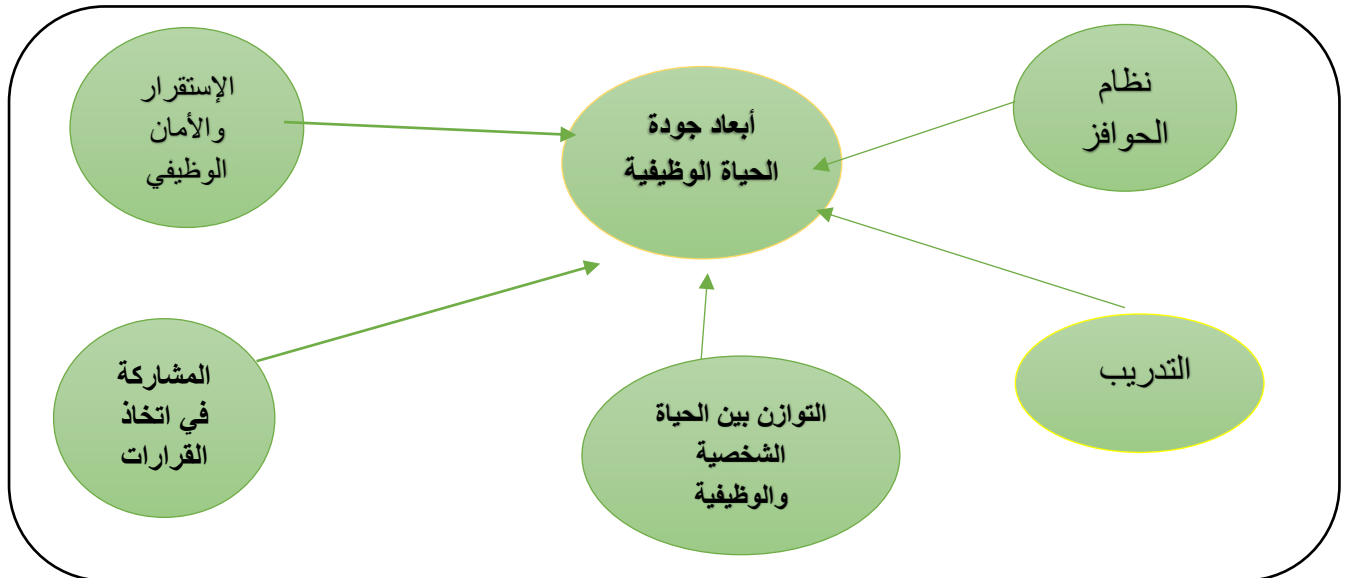 نظام
الحوافز
أبعاد جودة
الحياة الوظيفية
الإستقرار
والأمان
الوظيفي
التدريب
التوازن بين الحياة
الشخصية
والوظيفية
المشاركة
في اتخاذ
القرارات